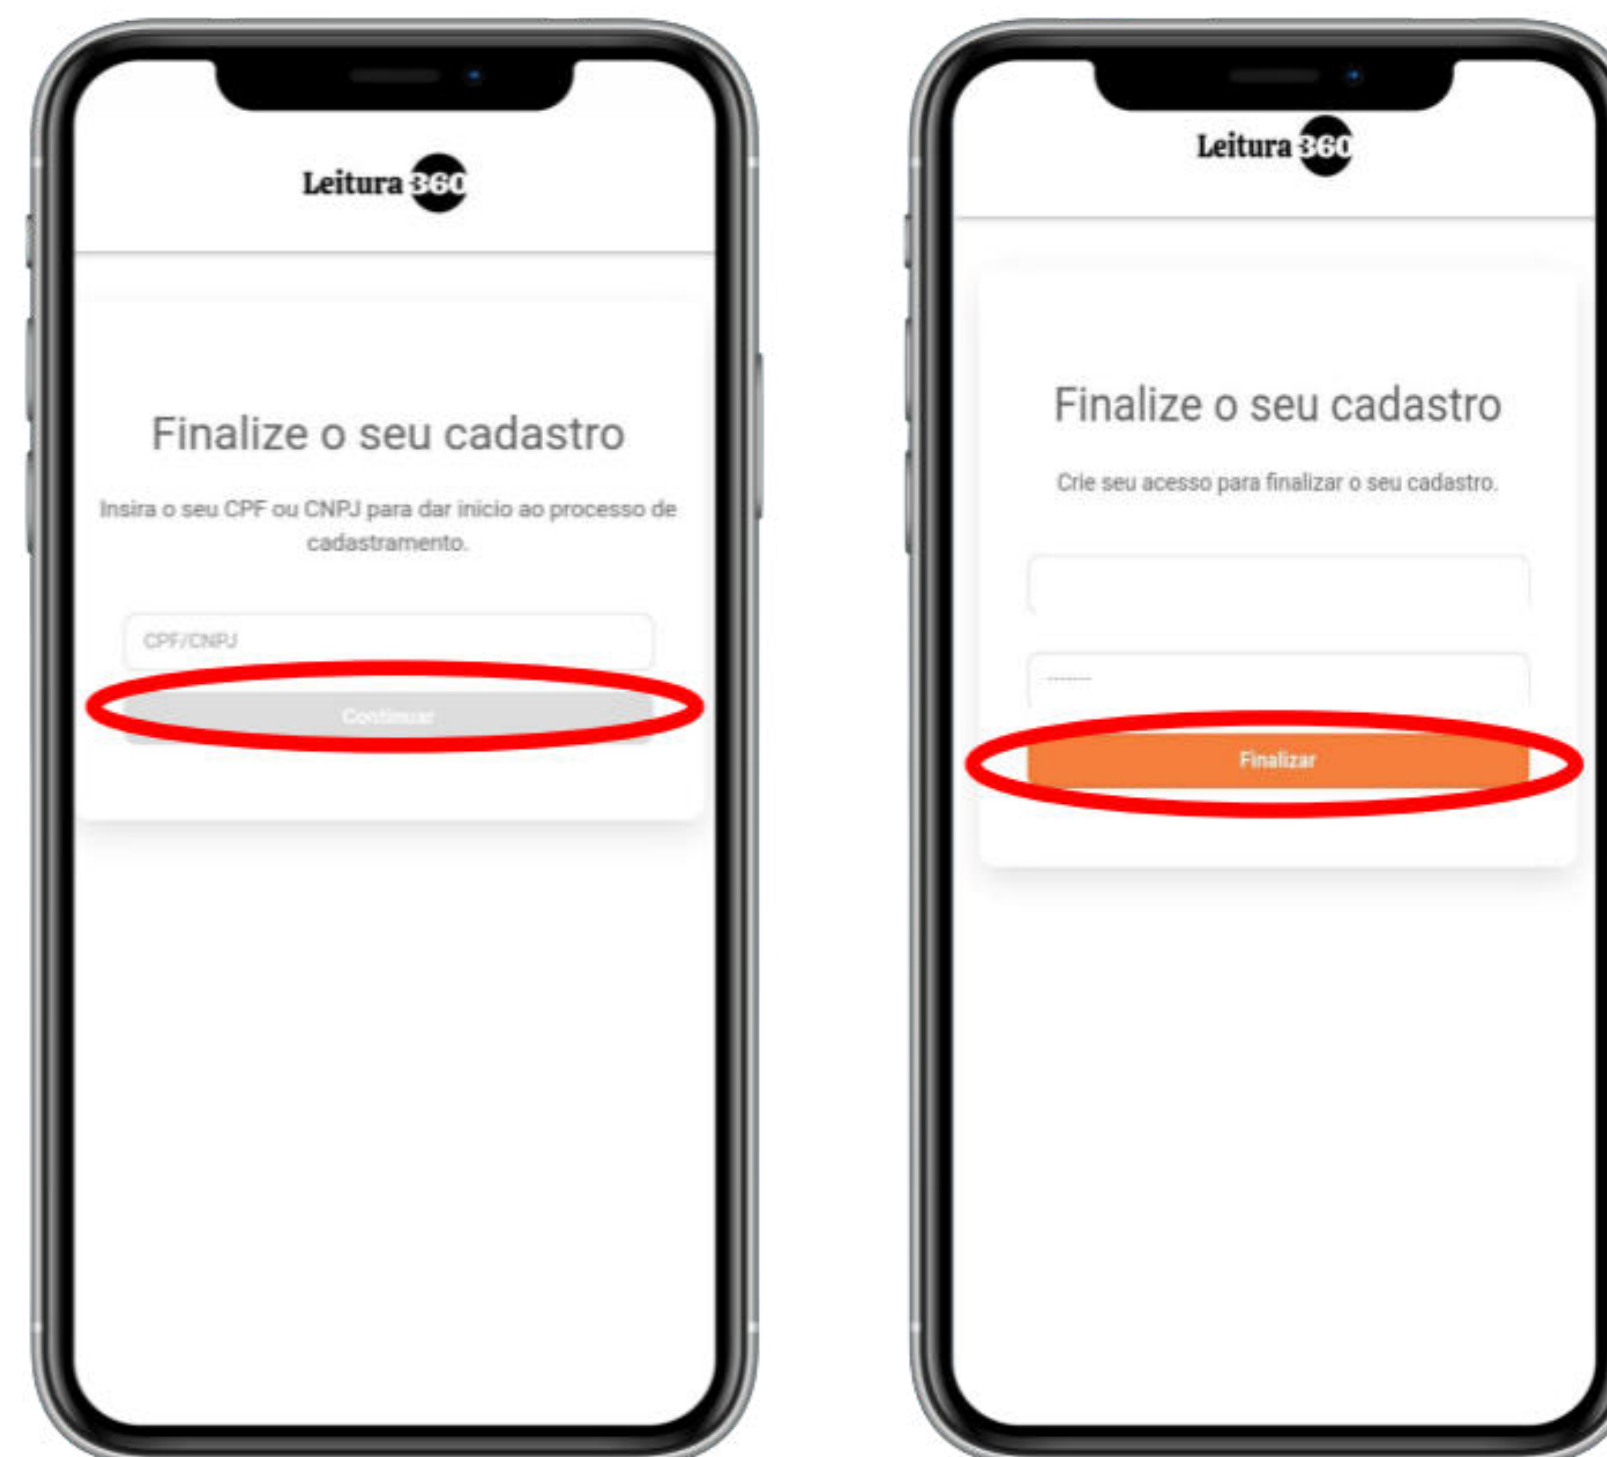 Leitura 360
Finalize o seu cadastro
Insira o seu CPF ou CNPJ para dar inicio ao processo de
cadastramento.
CPF/CNPJ
Continuar
Leitura 360
Finalize o seu cadastro
Crie seu acesso para finalizar o seu cadastro.
--------
Finalizar